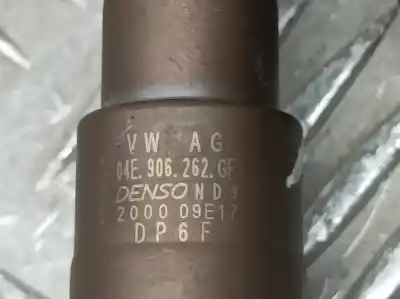 VW AG
04E.906.262.GF
DENSO ND
2000 09E17
DP6F